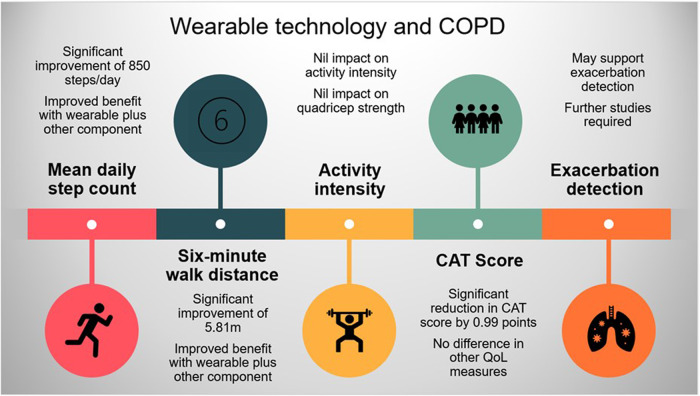 Wearable technology and COPD
Significant
improvement of 850
steps/day
Improved benefit
with wearable plus
other component
Mean daily
step count
6
Six-minute
walk distance
Significant
improvement of
5.81m
Improved benefit
with wearable plus
other component
Nil impact on
activity intensity
Nil impact on
quadricep strength
Activity
intensity
CAT Score
Significant
reduction in CAT
score by 0.99 points
No difference in
other QoL
measures
May support
exacerbation
detection
Further studies
required
Exacerbation
detection